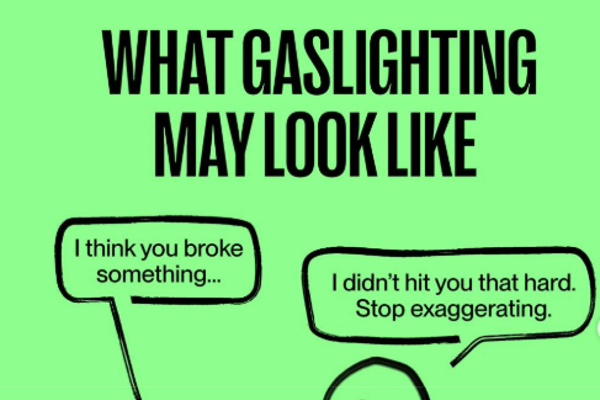 WHAT GASLIGHTING
MAY LOOK LIKE
I think you broke
something...
I didn't hit you that hard.
Stop exaggerating.